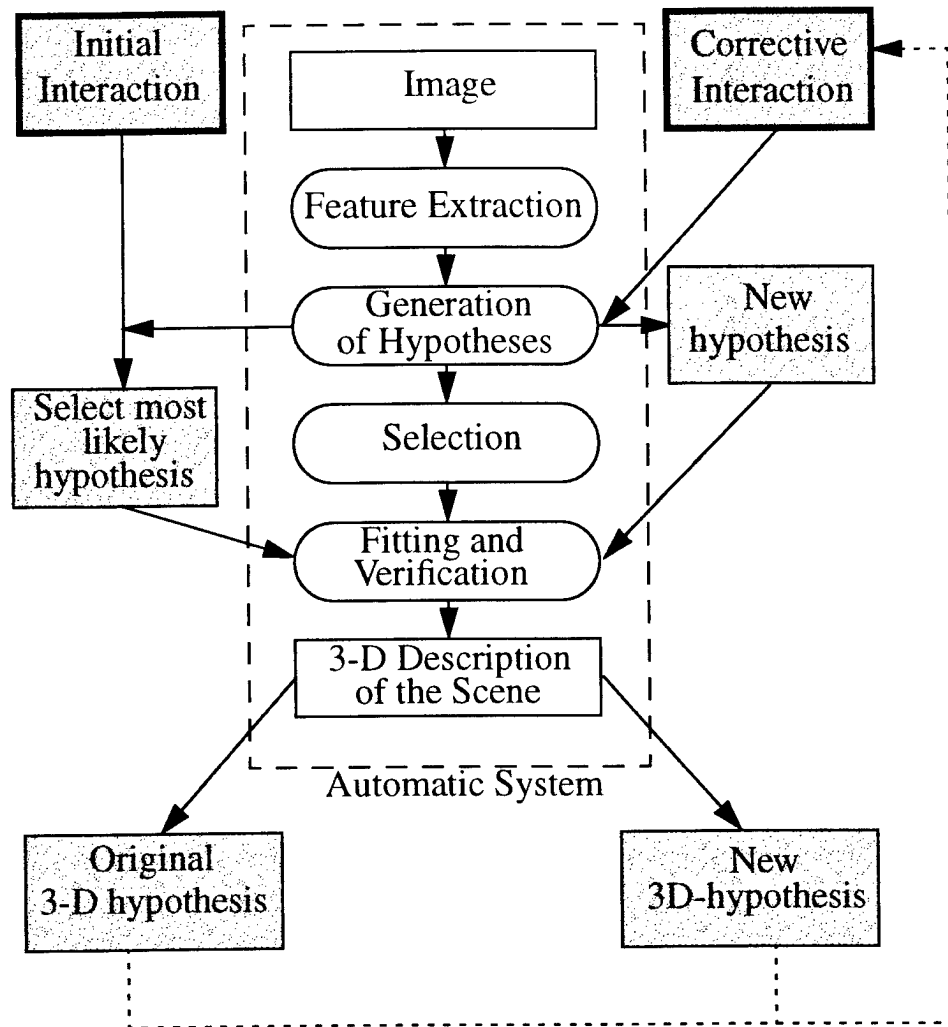 Initial
Interaction
Image
Corrective
Interaction
Feature Extraction
Generation
of Hypotheses
New
hypothesis
Select most
likely
hypothesis
Selection
Fitting and
Verification
3-D Description
of the Scene
Automatic System
Original
3-D hypothesis
New
3D-hypothesis